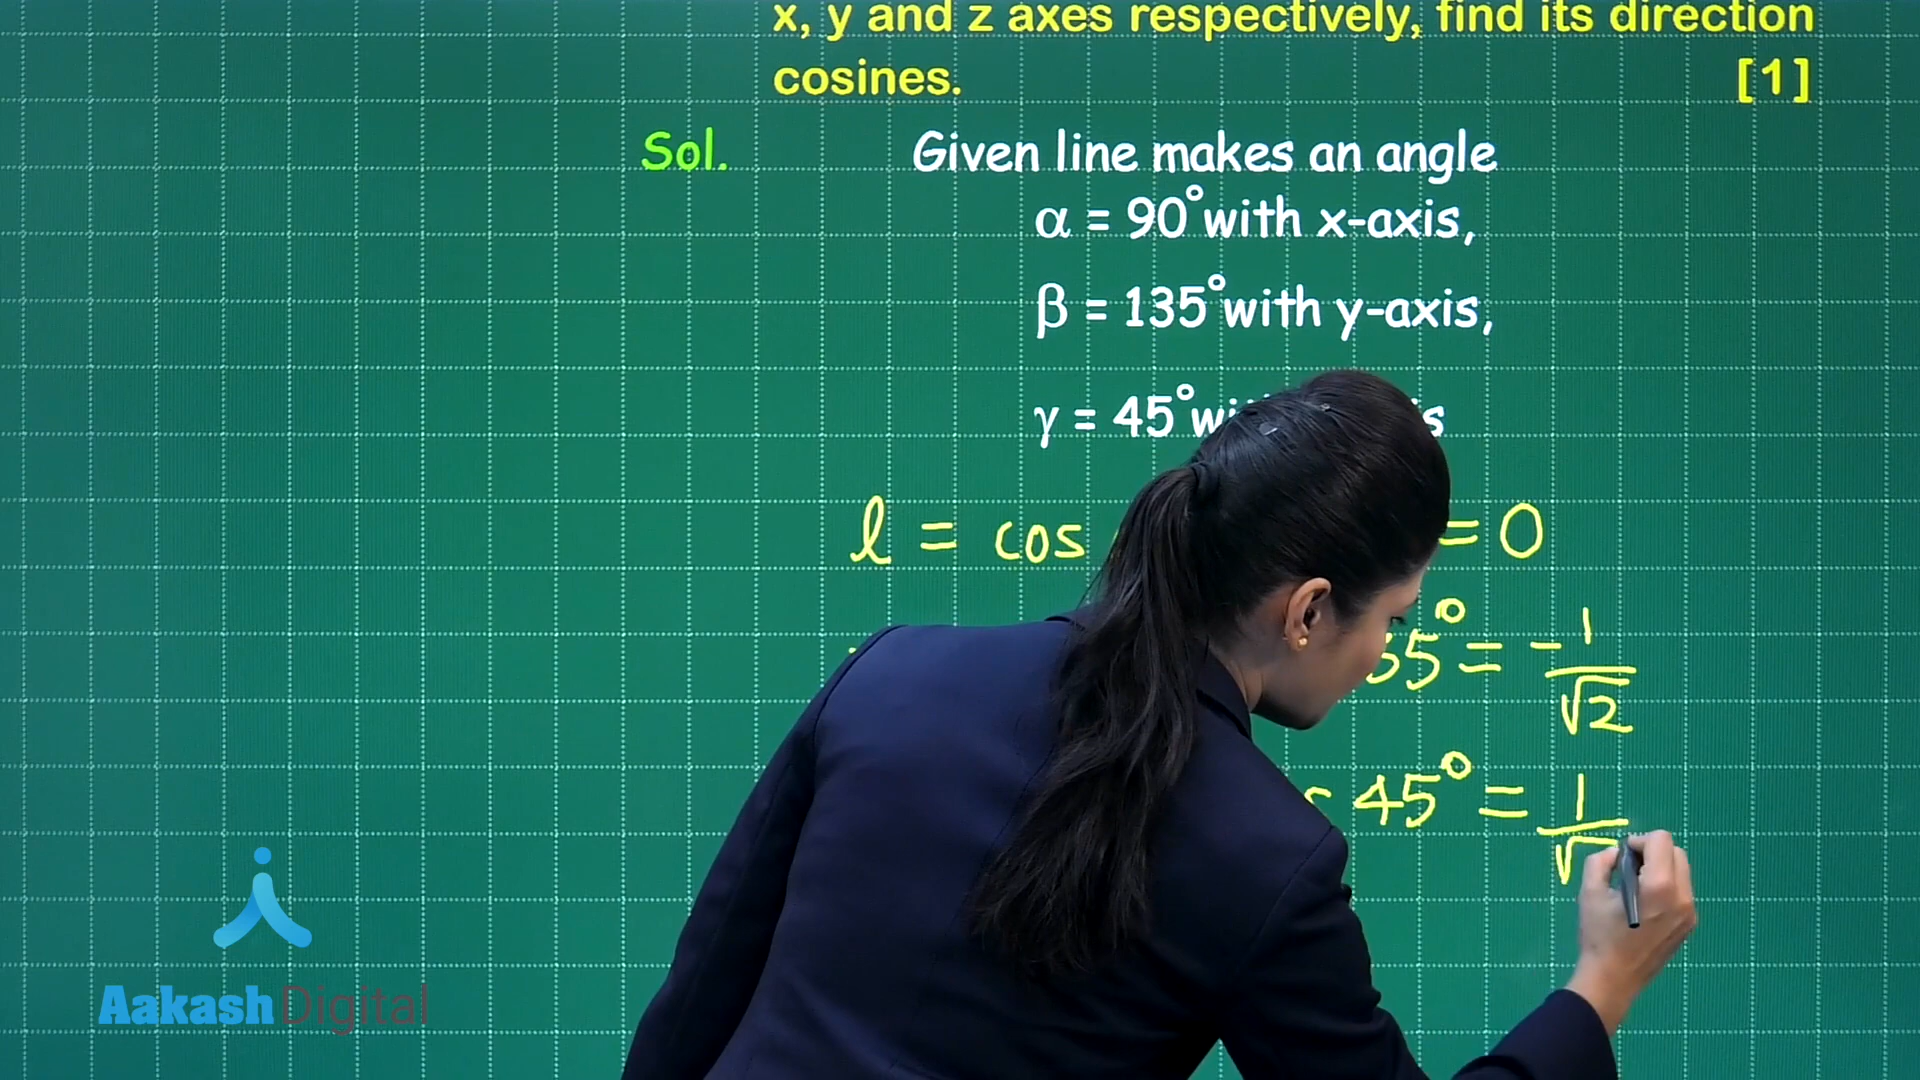 x, y and z axes respectively, find its direction
cosines. [1]
Sol. Given line makes an angle
α = 90° with x-axis,
β = 135° with y-axis,
γ = 45°
l = cos = 0
35° = -1/√2
45° = 1/√
Aakash Digital